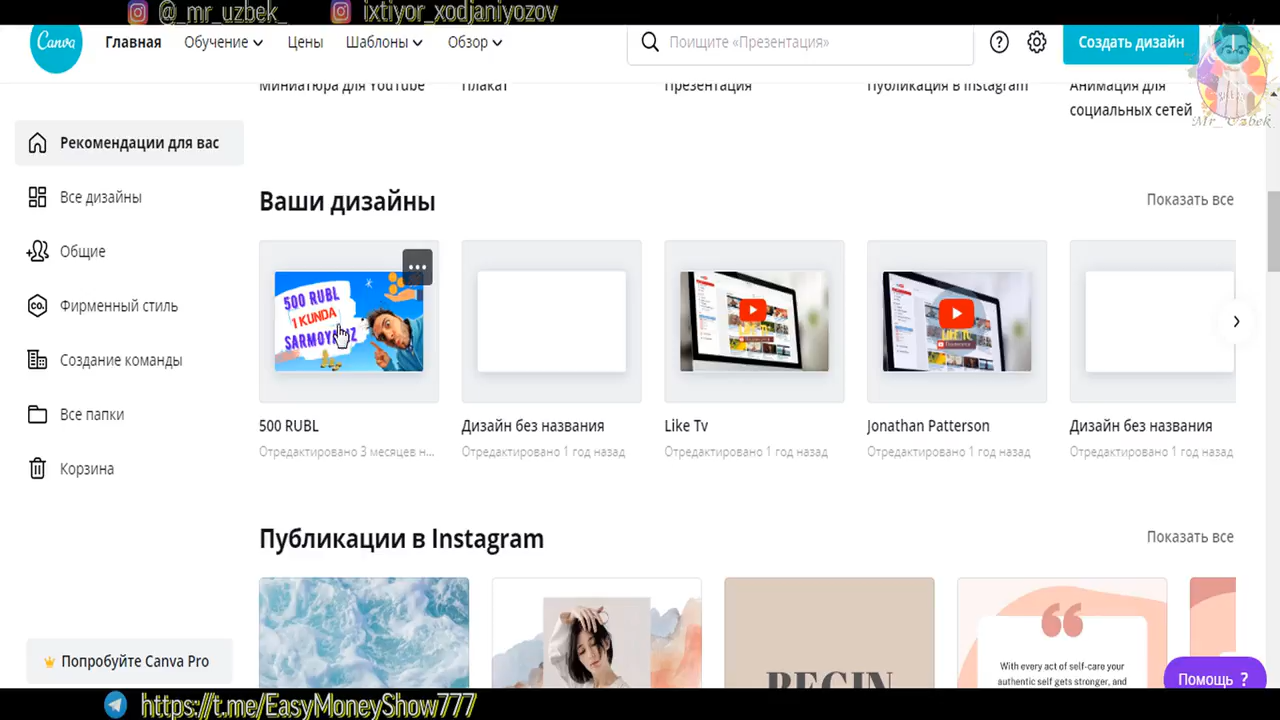 @_mr_uzbek_ ixtiyor_xodjaniyozov
Canva Главная Обучение Цены Шаблоны Обзор Поищите «Презентация» Создать дизайн
Миниатюра для YouTube Плакат Презентация Публикация в Instagram Анимация для
социальных сетей
Mr_Uzbek
Рекомендации для вас
Все дизайны
Общие
Фирменный стиль
Создание команды
Все папки
Корзина
Попробуйте Canva Pro
Ваши дизайны Показать все
500 RUBL
1 KUNDA
500 RUBL Дизайн без названия Like Tv Jonathan Patterson Дизайн без названия
Отредактировано 3 месяцев н... Отредактировано 1 год назад Отредактировано 1 год назад Отредактировано 1 год назад Отредактировано 1 год назад
Публикации в Instagram Показать все
BEGIN
With every act of self-care your
authentic self gets stronger, and
Помощь ?
https://t.me/EasyMoneyShow777